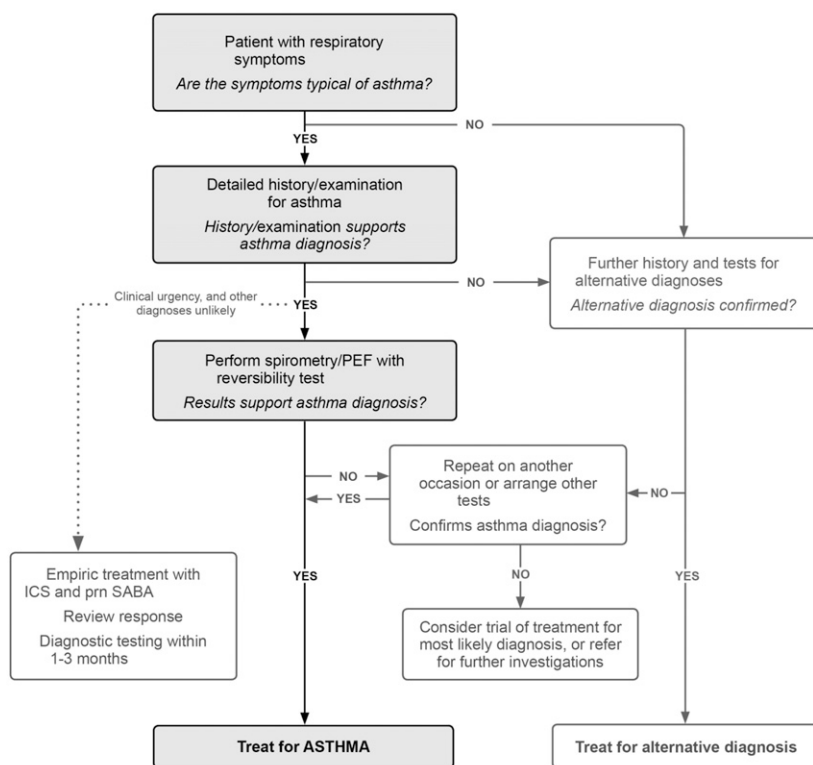 Patient with respiratory
symptoms
Are the symptoms typical of asthma?
NO
YES
Detailed history/examination
for asthma
History/examination supports
asthma diagnosis?
Further history and tests for
alternative diagnoses
Alternative diagnosis confirmed?
NO
Clinical urgency, and other
diagnoses unlikely
YES
Perform spirometry/PEF with
reversibility test
Results support asthma diagnosis?
Repeat on another
occasion or arrange other
tests
Confirms asthma diagnosis?
NO
YES
NO
Empiric treatment with
ICS and prn SABA
Review response
Diagnostic testing within
1-3 months
YES
NO
YES
Consider trial of treatment for
most likely diagnosis, or refer
for further investigations
Treat for ASTHMA
Treat for alternative diagnosis